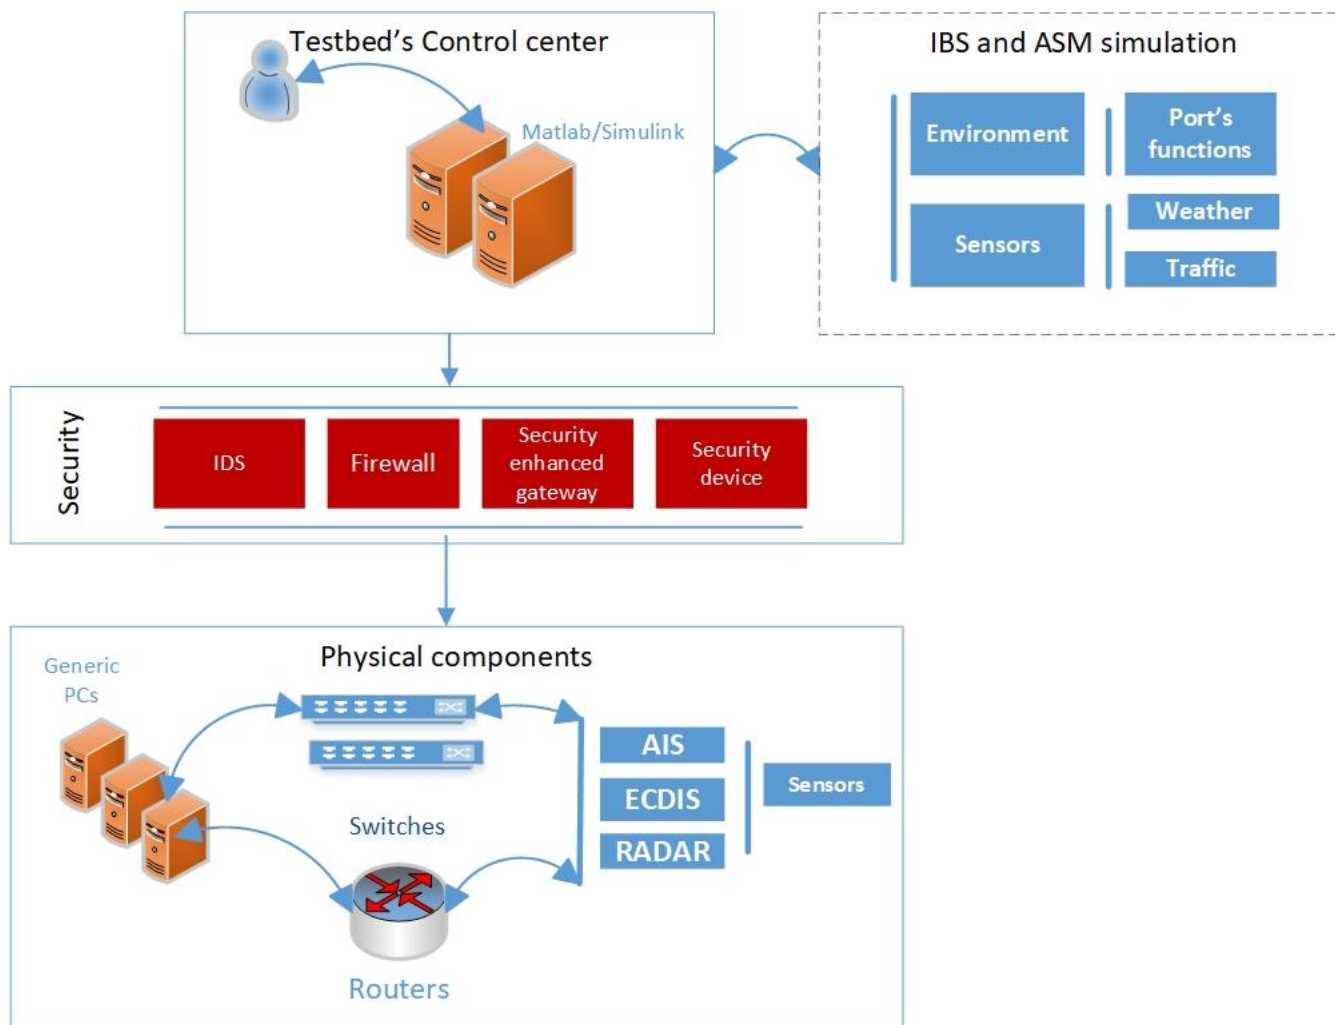 Testbed's Control center
Matlab/Simulink
IBS and ASM simulation
Environment
Port's
functions
Sensors
Weather
Traffic
Security
IDS
Firewall
Security
enhanced
gateway
Security
device
Physical components
Generic
PCs
Switches
Routers
AIS
ECDIS
RADAR
Sensors